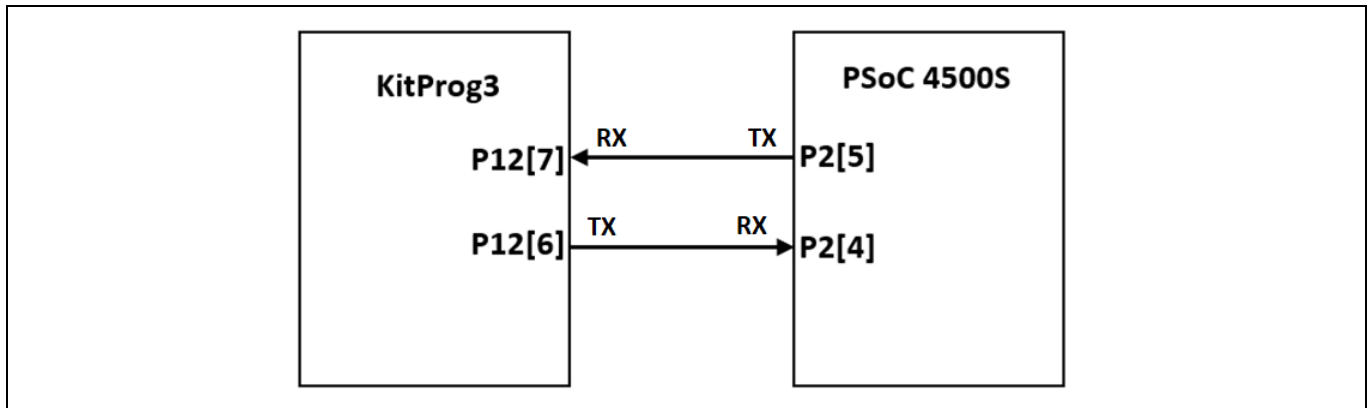 KitProg3
PSoC 4500S
RX TX
P12[7] P2[5]
TX RX
P12[6] P2[4]